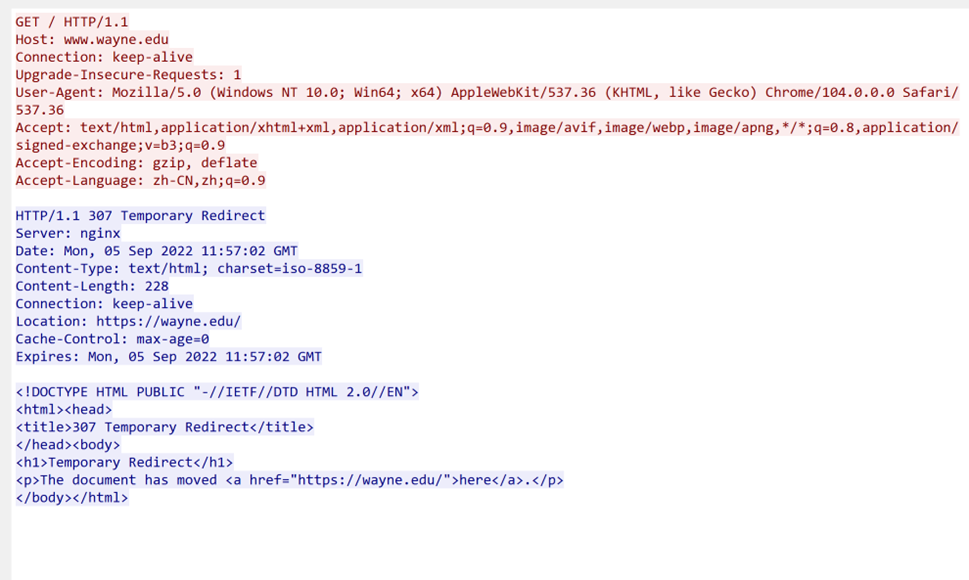 GET / HTTP/1.1
Host: www.wayne.edu
Connection: keep-alive
Upgrade-Insecure-Requests: 1
User-Agent: Mozilla/5.0 (Windows NT 10.0; Win64; x64) AppleWebKit/537.36 (KHTML, like Gecko) Chrome/104.0.0.0 Safari/
537.36
Accept: text/html,application/xhtml+xml,application/xml;q=0.9,image/avif,image/webp,image/apng,*/*;q=0.8,application/
signed-exchange;v=b3;q=0.9
Accept-Encoding: gzip, deflate
Accept-Language: zh-CN,zh;q=0.9

HTTP/1.1 307 Temporary Redirect
Server: nginx
Date: Mon, 05 Sep 2022 11:57:02 GMT
Content-Type: text/html; charset=iso-8859-1
Content-Length: 228
Connection: keep-alive
Location: https://wayne.edu/
Cache-Control: max-age=0
Expires: Mon, 05 Sep 2022 11:57:02 GMT

<!DOCTYPE HTML PUBLIC "-//IETF//DTD HTML 2.0//EN">
<html><head>
<title>307 Temporary Redirect</title>
</head><body>
<h1>Temporary Redirect</h1>
<p>The document has moved <a href="https://wayne.edu/">here</a>.</p>
</body></html>